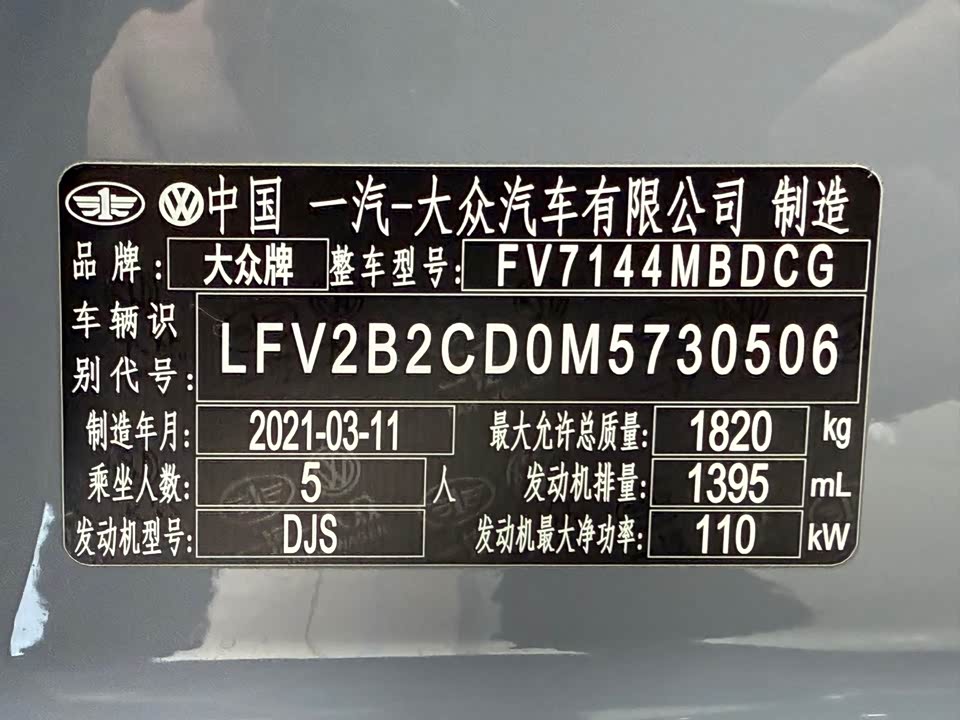 中国 一汽-大众汽车有限公司 制造
品牌: 大众牌 整车型号: FV7144MBDCG
车辆识别代号: LFV2B2CD0M5730506
制造年月: 2021-03-11 最大允许总质量: 1820 kg
乘坐人数: 5 人 发动机排量: 1395 mL
发动机型号: DJS 发动机最大净功率: 110 kW